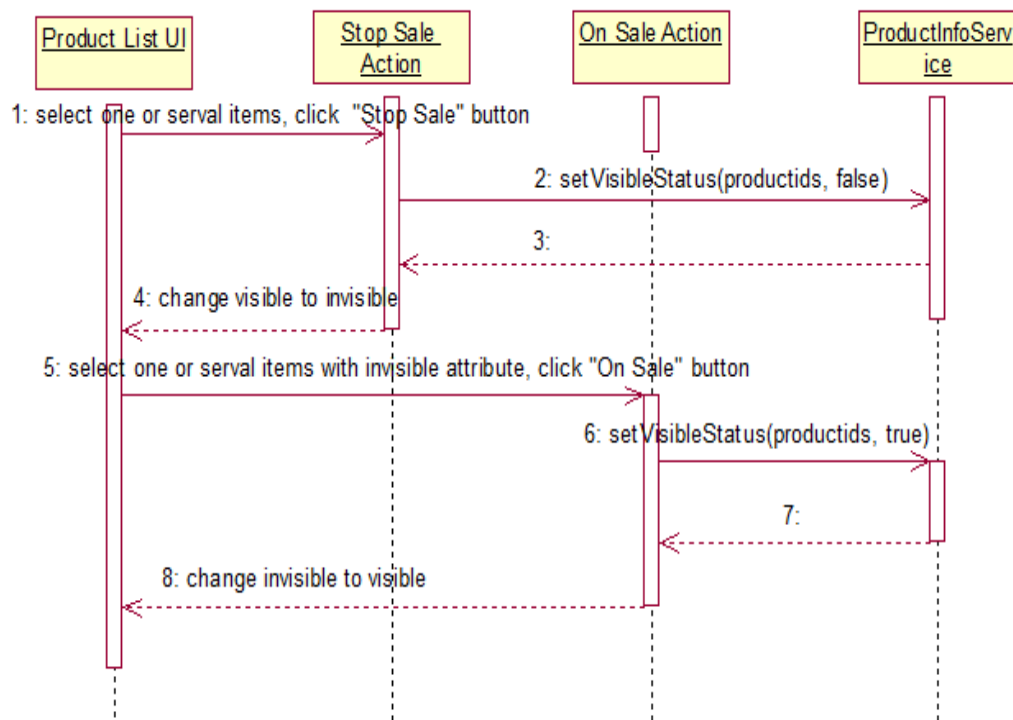 Product List UI
Stop Sale
Action
On Sale Action
ProductInfoServ
ice
1: select one or serval items, click "Stop Sale" button
2: setVisibleStatus(productids, false)
3:
4: change visible to invisible
5: select one or serval items with invisible attribute, click "On Sale" button
6: setVisibleStatus(productids, true)
7:
8: change invisible to visible